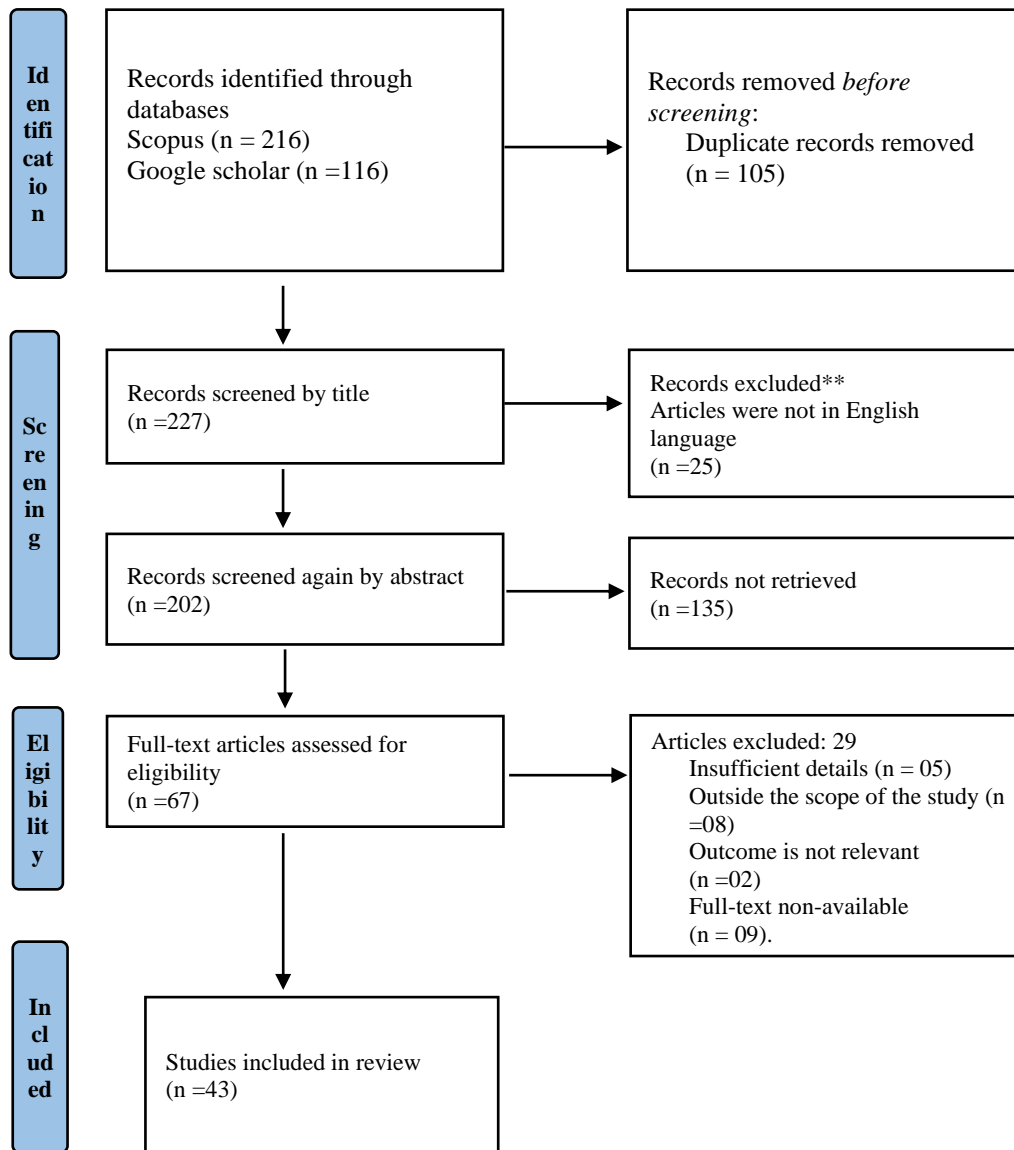 Id
en
tifi
cat
io
n
Records identified through
databases
Scopus (n = 216)
Google scholar (n =116)
Records removed before
screening:
Duplicate records removed
(n = 105)
Sc
re
en
in
g
Records screened by title
(n =227)
Records excluded**
Articles were not in English
language
(n =25)
Records screened again by abstract
(n =202)
Records not retrieved
(n =135)
El
igi
bi
lit
y
Full-text articles assessed for
eligibility
(n =67)
Articles excluded: 29
Insufficient details (n = 05)
Outside the scope of the study (n
=08)
Outcome is not relevant
(n =02)
Full-text non-available
(n = 09).
In
cl
ud
ed
Studies included in review
(n =43)